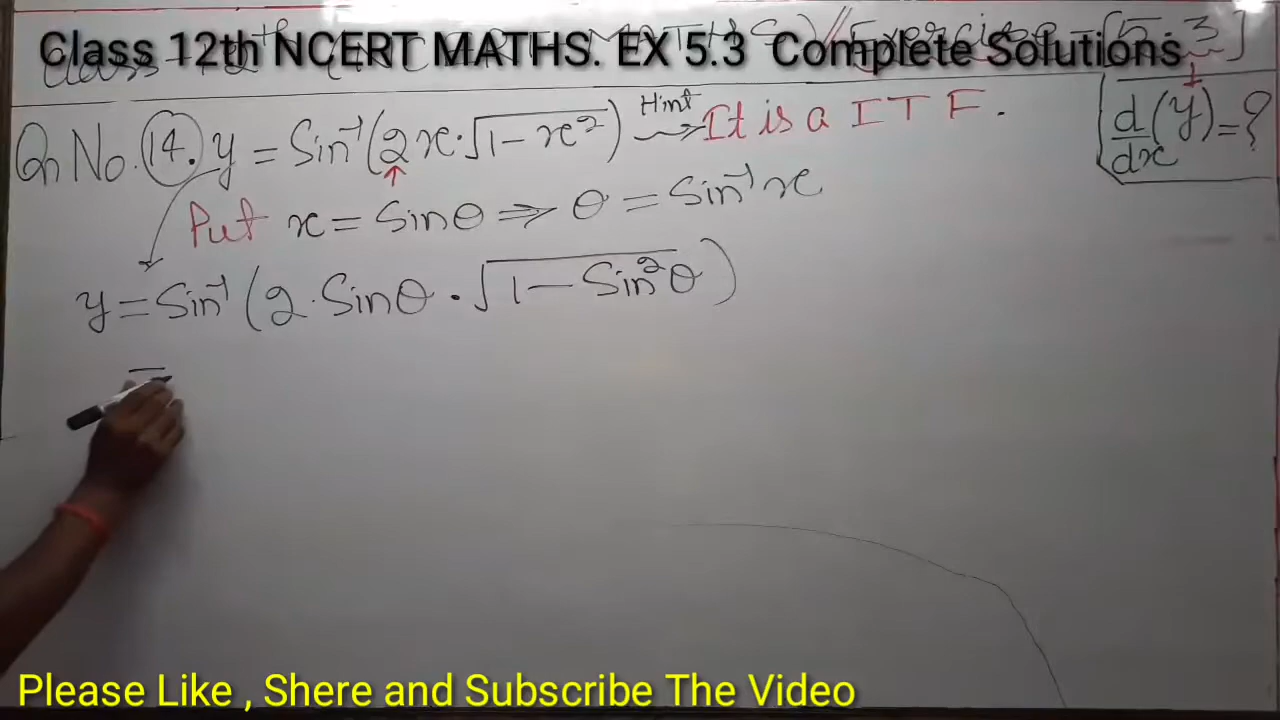 Class 12th NCERT MATHS. EX 5.3 Complete Solutions
Qn No. 14. y = Sin⁻¹(2x·√(1-x²)) Hint → It is a I T F.
d/dx (y) = ?
Put x = Sinθ ⇒ θ = Sin⁻¹x
y = Sin⁻¹(2·Sinθ·√(1-Sin²θ))
=
Please Like , Shere and Subscribe The Video